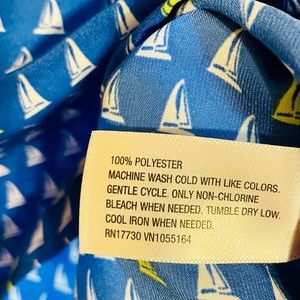 100% POLYESTER
MACHINE WASH COLD WITH LIKE COLORS.
GENTLE CYCLE. ONLY NON-CHLORINE
BLEACH WHEN NEEDED. TUMBLE DRY LOW.
COOL IRON WHEN NEEDED.
RN17730 VN1055164